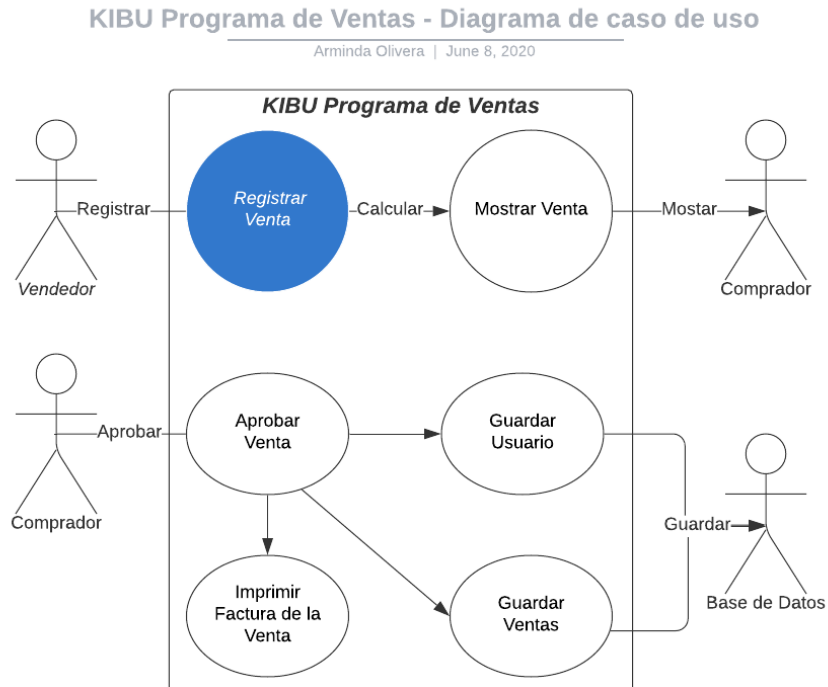 KIBU Programa de Ventas - Diagrama de caso de uso
Arminda Olivera | June 8, 2020
KIBU Programa de Ventas
Registrar
Registrar
Venta
Calcular
Mostrar Venta
Mostar
Vendedor
Comprador
Aprobar
Aprobar
Venta
Guardar
Usuario
Comprador
Guardar
Imprimir
Factura de la
Venta
Guardar
Ventas
Base de Datos